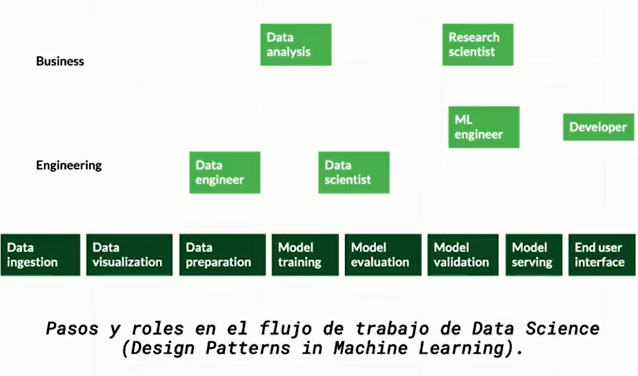 Data
analysis
Research
scientist
Business
ML
engineer
Developer
Engineering
Data
engineer
Data
scientist
Data
ingestion
Data
visualization
Data
preparation
Model
training
Model
evaluation
Model
validation
Model
serving
End user
interface
Pasos y roles en el flujo de trabajo de Data Science
(Design Patterns in Machine Learning).